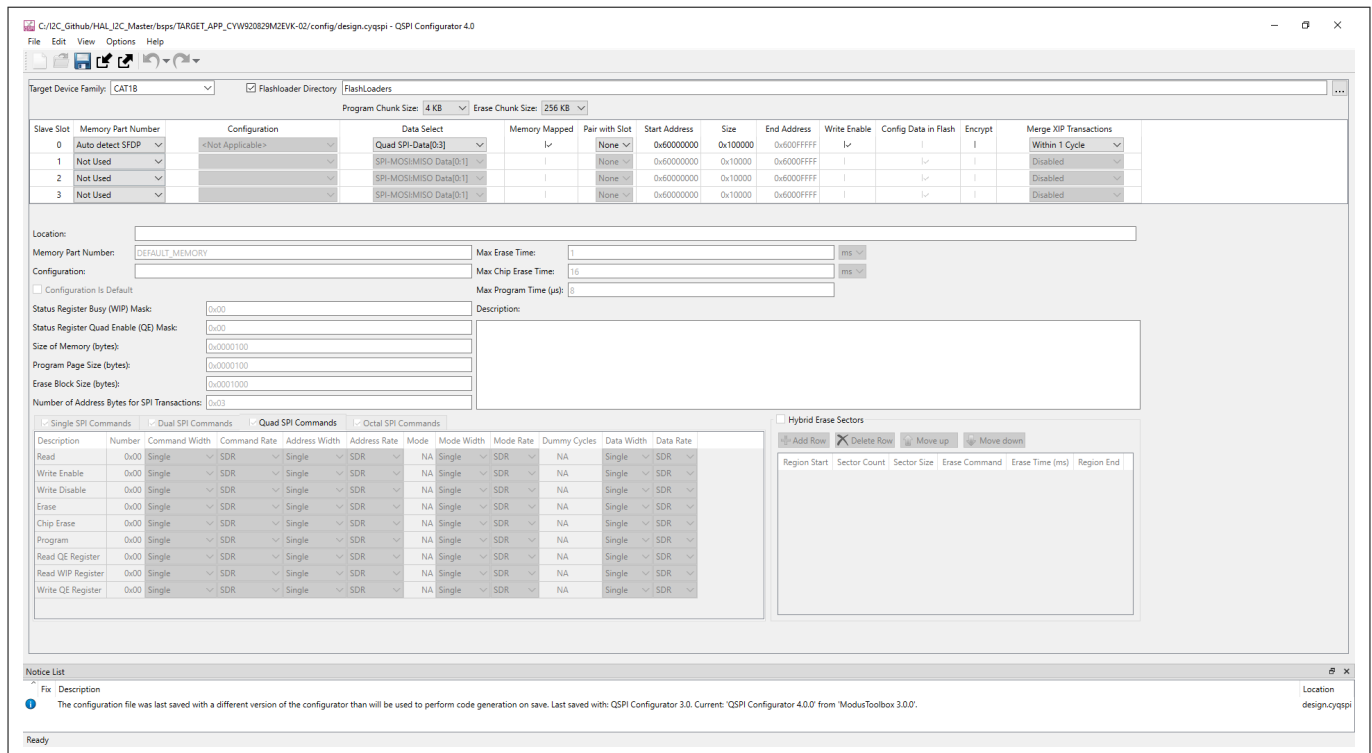 C:/I2C_Github/HAL_I2C_Master/bsps/TARGET_APP_CYW920829M2EVK-02/config/design.cyqspi - QSPI Configurator 4.0
File Edit View Options Help
Target Device Family: CAT1B Flashloader Directory FlashLoaders ...
Program Chunk Size: 4 KB Erase Chunk Size: 256 KB
Slave Slot Memory Part Number Configuration Data Select Memory Mapped Pair with Slot Start Address Size End Address Write Enable Config Data in Flash Encrypt Merge XIP Transactions
0 Auto detect SFDP <Not Applicable> Quad SPI-Data[0:3] None 0x60000000 0x100000 0x600FFFFF Within 1 Cycle
1 Not Used SPI-MOSI:MISO Data[0:1] None 0x60000000 0x10000 0x6000FFFF Disabled
2 Not Used SPI-MOSI:MISO Data[0:1] None 0x60000000 0x10000 0x6000FFFF Disabled
3 Not Used SPI-MOSI:MISO Data[0:1] None 0x60000000 0x10000 0x6000FFFF Disabled
Location:
Memory Part Number: DEFAULT_MEMORY Max Erase Time: 1 ms
Configuration: Max Chip Erase Time: 16 ms
Configuration Is Default Max Program Time (µs): 8
Status Register Busy (WIP) Mask: 0x00 Description:
Status Register Quad Enable (QE) Mask: 0x00
Size of Memory (bytes): 0x0000100
Program Page Size (bytes): 0x0000100
Erase Block Size (bytes): 0x0001000
Number of Address Bytes for SPI Transactions: 0x03
Single SPI Commands Dual SPI Commands Quad SPI Commands Octal SPI Commands Hybrid Erase Sectors
Add Row Delete Row Move up Move down
Description Number Command Width Command Rate Address Width Address Rate Mode Mode Width Mode Rate Dummy Cycles Data Width Data Rate
Region Start Sector Count Sector Size Erase Command Erase Time (ms) Region End
Read 0x00 Single SDR Single SDR NA Single SDR NA Single SDR
Write Enable 0x00 Single SDR Single SDR NA Single SDR NA Single SDR
Write Disable 0x00 Single SDR Single SDR NA Single SDR NA Single SDR
Erase 0x00 Single SDR Single SDR NA Single SDR NA Single SDR
Chip Erase 0x00 Single SDR Single SDR NA Single SDR NA Single SDR
Program 0x00 Single SDR Single SDR NA Single SDR NA Single SDR
Read QE Register 0x00 Single SDR Single SDR NA Single SDR NA Single SDR
Read WIP Register 0x00 Single SDR Single SDR NA Single SDR NA Single SDR
Write QE Register 0x00 Single SDR Single SDR NA Single SDR NA Single SDR
Notice List
Fix Description Location
The configuration file was last saved with a different version of the configurator than will be used to perform code generation on save. Last saved with: QSPI Configurator 3.0. Current: 'QSPI Configurator 4.0.0' from 'ModusToolbox 3.0.0'. design.cyqspi
Ready